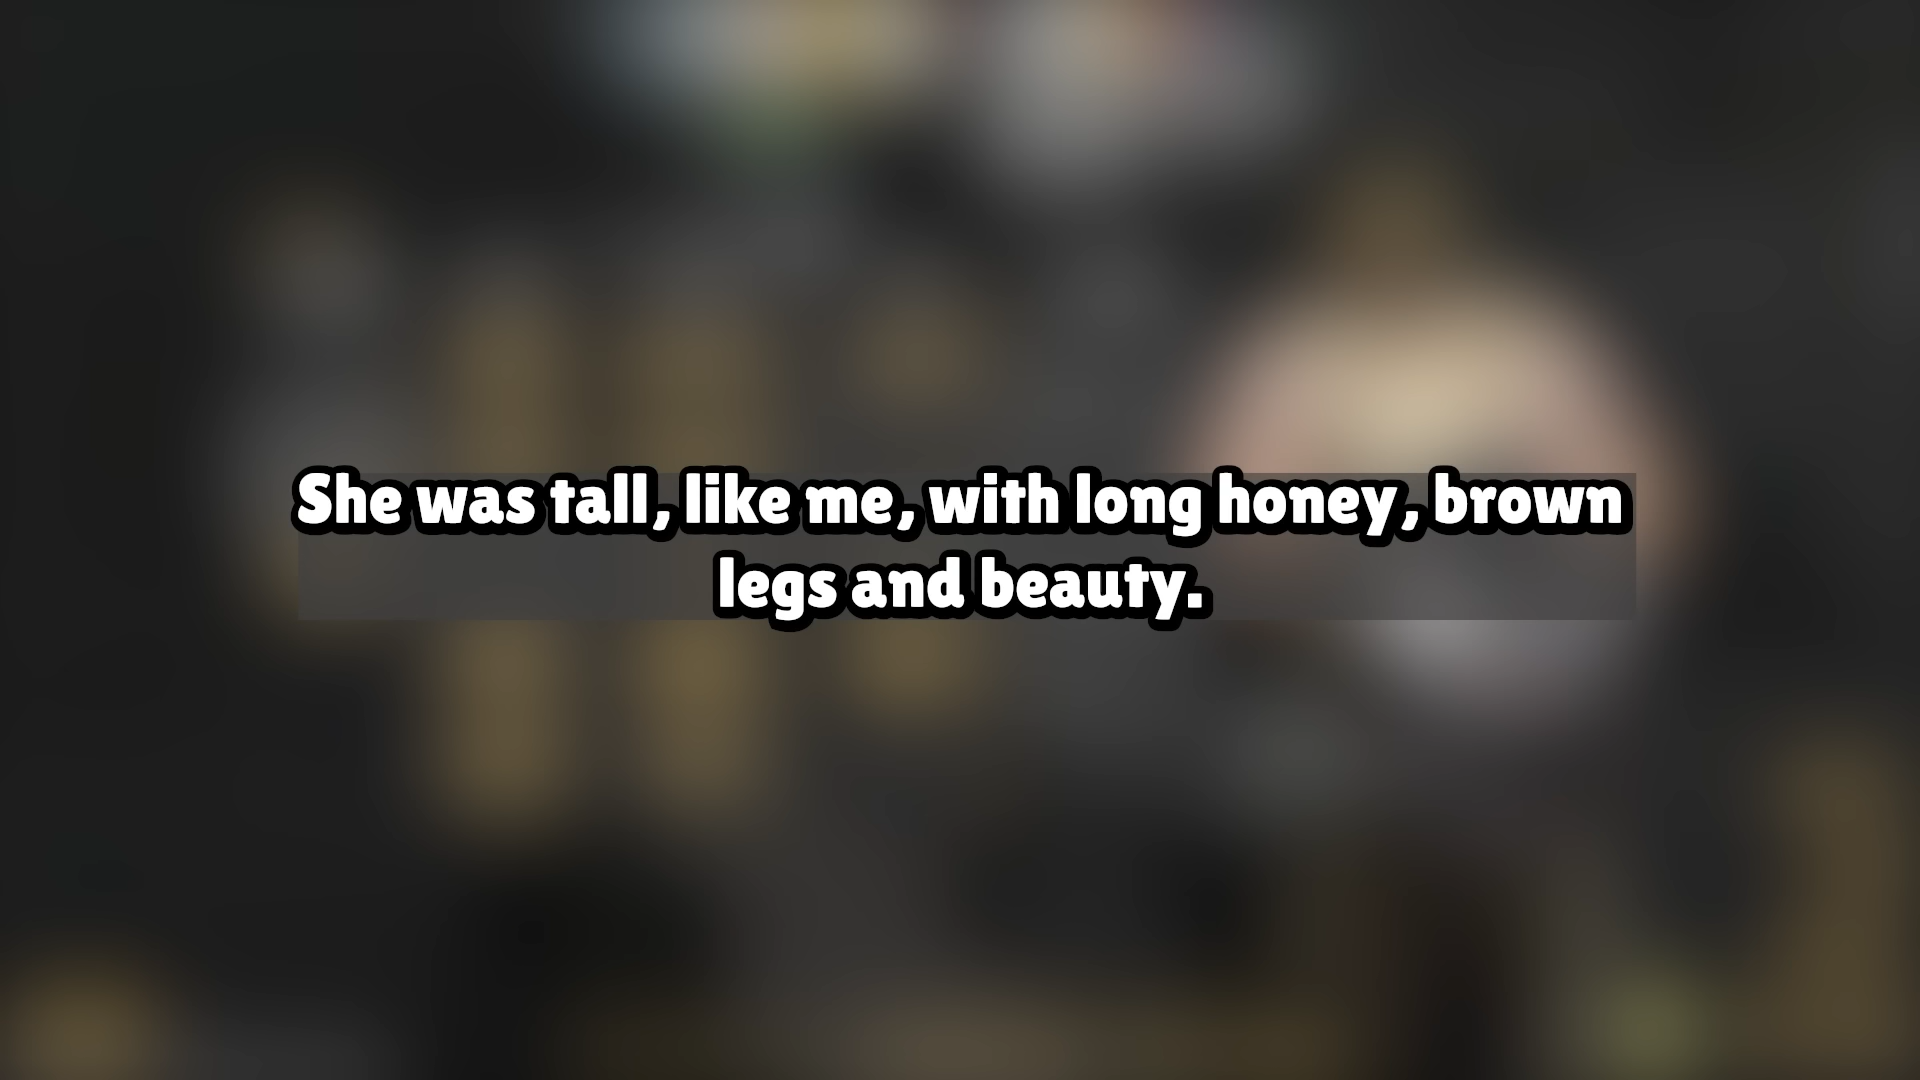 She was tall, like me, with long honey, brown
legs and beauty.